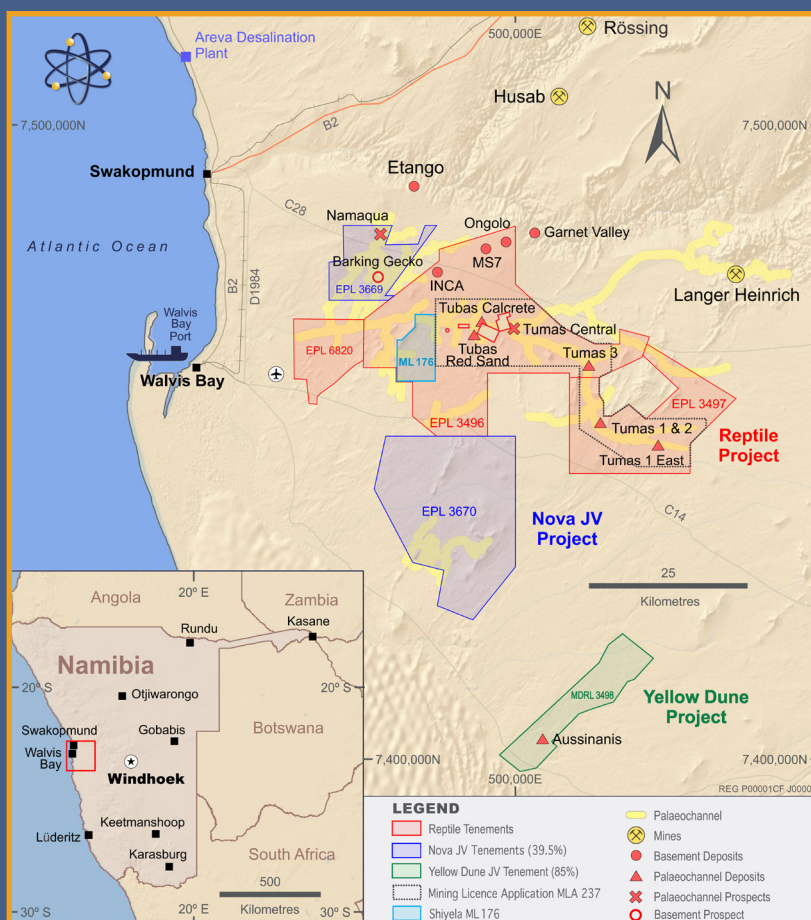 Areva Desalination
Plant
500,000E
Rössing
Husab
N
7,500,000N
7,500,000N
B2
Swakopmund
Etango
C28
Namaqua
Ongolo
Garnet Valley
Atlantic Ocean
MS7
Barking Gecko
INCA
EPL 3669
B2
D1984
Langer Heinrich
Tubas Calcrete
Tumas Central
Walvis
Bay
Port
EPL 6820
ML 176
Tubas
Red Sand
Tumas 3
Walvis Bay
EPL 3497
EPL 3496
Tumas 1 & 2
Reptile
Project
Tumas 1 East
EPL 3670
Nova JV
Project
C14
25
Kilometres
MDRL 3498
Yellow Dune
Project
Aussinanis
7,400,000N
7,400,000N
500,000E
REG P00001CF J0000
20° E
Angola
Zambia
Rundu
Kasane
Namibia
20° S
20° S
Otjiwarongo
Swakopmund
Gobabis
Botswana
Walvis
Bay
Windhoek
Keetmanshoop
Lüderitz
Karasburg
South Africa
500
Kilometres
30° S
20° E
30° S
LEGEND
Reptile Tenements
Nova JV Tenements (39.5%)
Yellow Dune JV Tenement (85%)
Mining Licence Application MLA 237
Shiyela ML 176
Palaeochannel
Mines
Basement Deposits
Palaeochannel Deposits
Palaeochannel Prospects
Basement Prospect